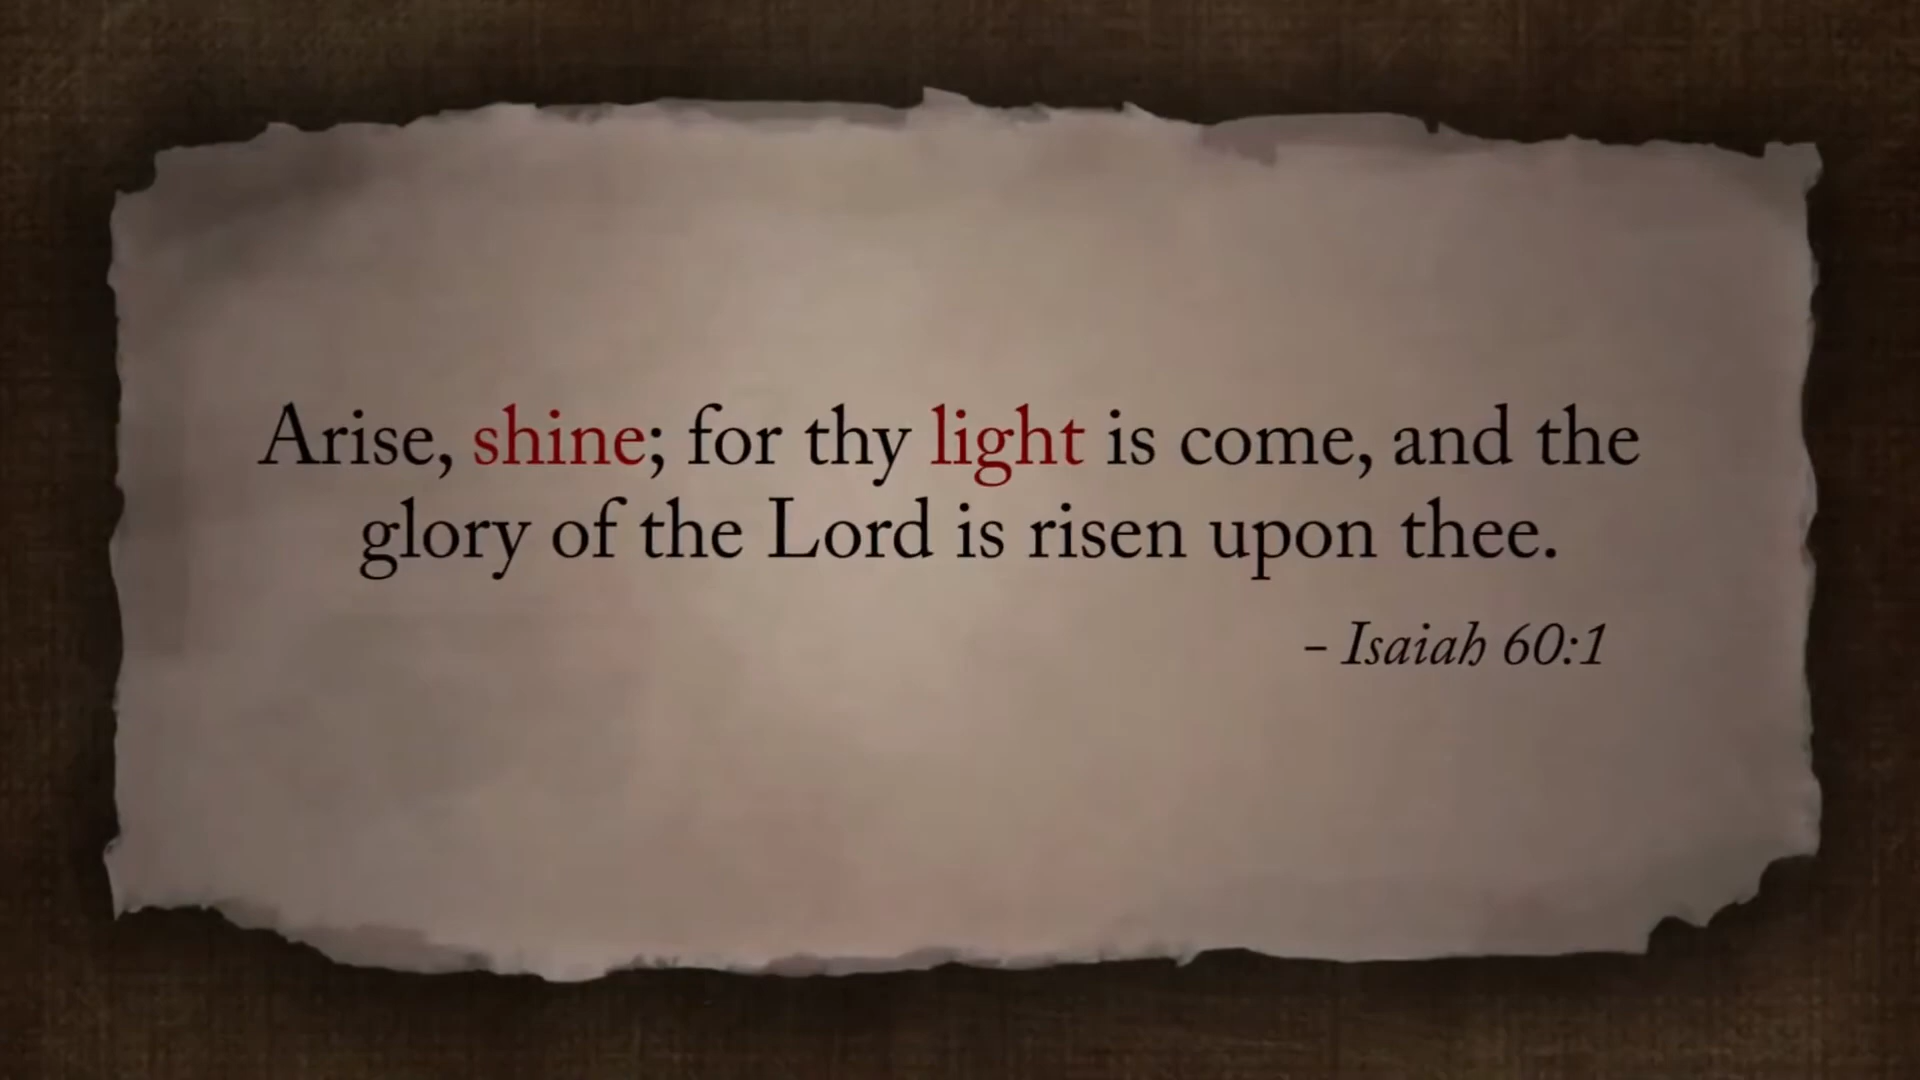 Arise, shine; for thy light is come, and the
glory of the Lord is risen upon thee.
– Isaiah 60:1